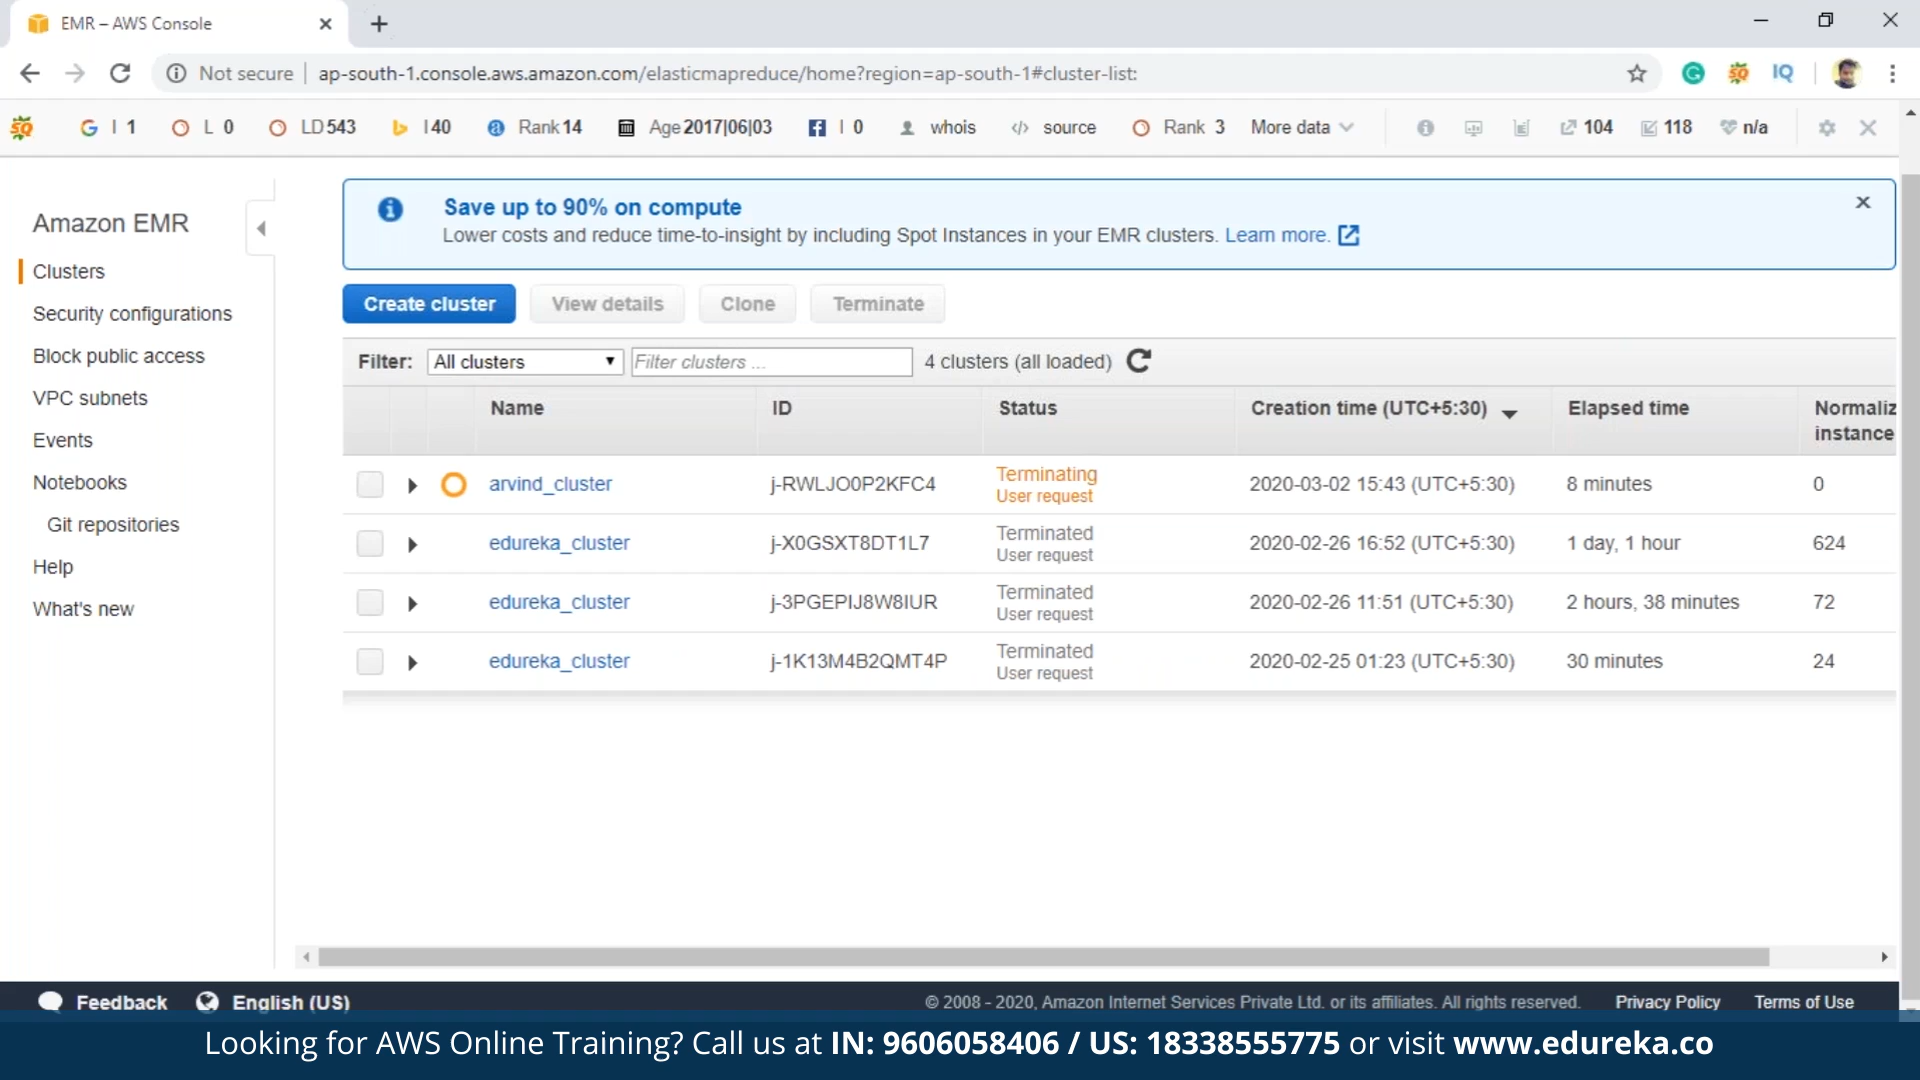 EMR – AWS Console
Not secure | ap-south-1.console.aws.amazon.com/elasticmapreduce/home?region=ap-south-1#cluster-list:
IQ
SQ G I 1 L 0 LD 543 I 40 Rank 14 Age 2017|06|03 I 0 whois source Rank 3 More data 104 118 n/a
Amazon EMR
Clusters
Security configurations
Block public access
VPC subnets
Events
Notebooks
Git repositories
Help
What's new
Save up to 90% on compute
Lower costs and reduce time-to-insight by including Spot Instances in your EMR clusters. Learn more.
Create cluster View details Clone Terminate
Filter: All clusters Filter clusters ... 4 clusters (all loaded)
Name ID Status Creation time (UTC+5:30) Elapsed time Normaliz
instance
arvind_cluster j-RWLJO0P2KFC4 Terminating 2020-03-02 15:43 (UTC+5:30) 8 minutes 0
User request
edureka_cluster j-X0GSXT8DT1L7 Terminated 2020-02-26 16:52 (UTC+5:30) 1 day, 1 hour 624
User request
edureka_cluster j-3PGEPIJ8W8IUR Terminated 2020-02-26 11:51 (UTC+5:30) 2 hours, 38 minutes 72
User request
edureka_cluster j-1K13M4B2QMT4P Terminated 2020-02-25 01:23 (UTC+5:30) 30 minutes 24
User request
Feedback English (US) © 2008 - 2020, Amazon Internet Services Private Ltd. or its affiliates. All rights reserved. Privacy Policy Terms of Use
Looking for AWS Online Training? Call us at IN: 9606058406 / US: 18338555775 or visit www.edureka.co